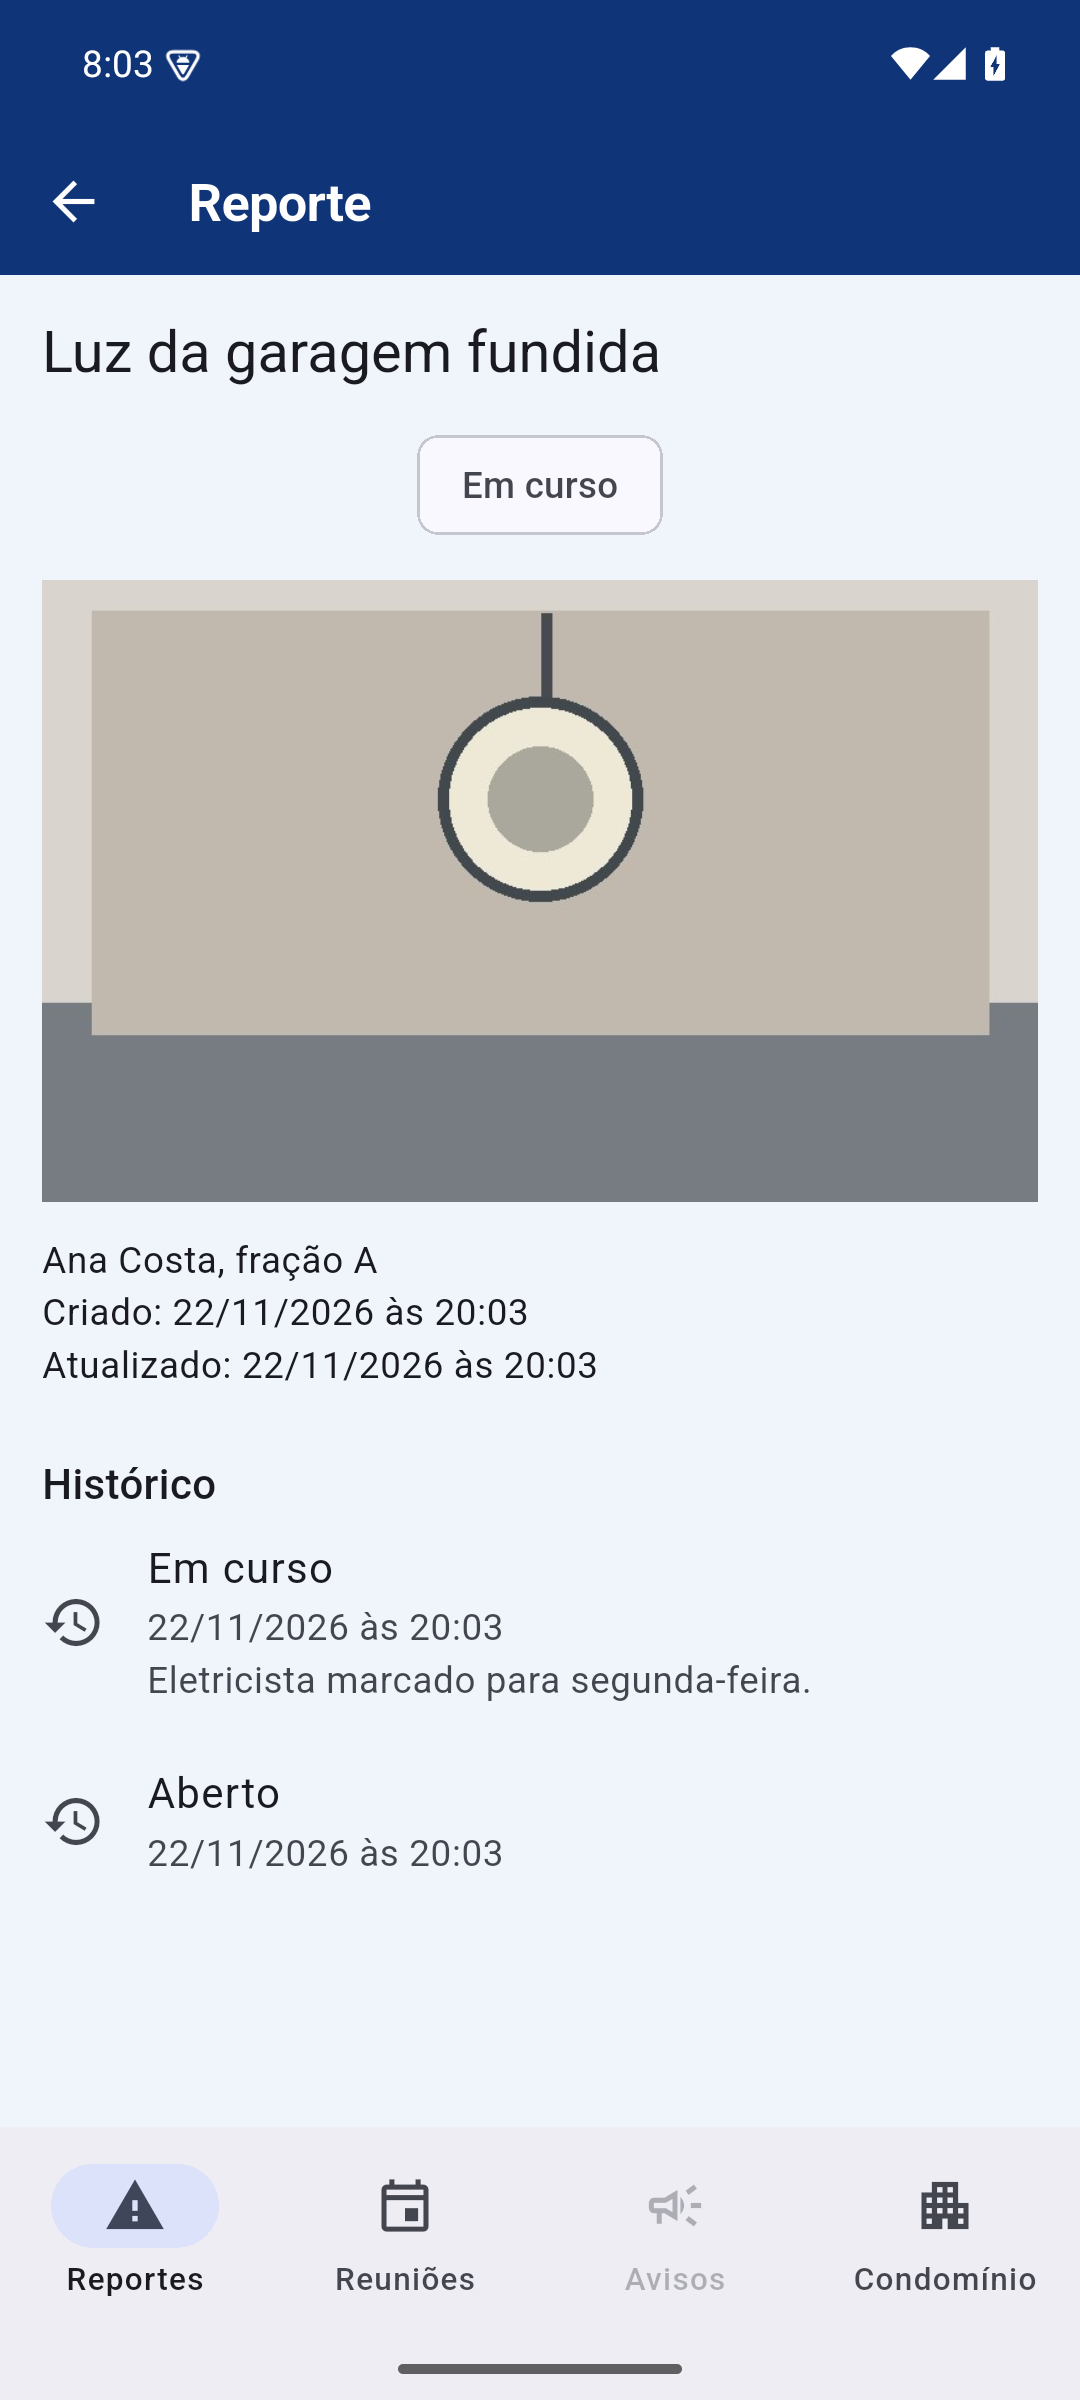 8:03
Reporte
Luz da garagem fundida
Em curso
Ana Costa, fração A
Criado: 22/11/2026 às 20:03
Atualizado: 22/11/2026 às 20:03
Histórico
Em curso
22/11/2026 às 20:03
Eletricista marcado para segunda-feira.
Aberto
22/11/2026 às 20:03
Reportes
Reuniões
Avisos
Condomínio